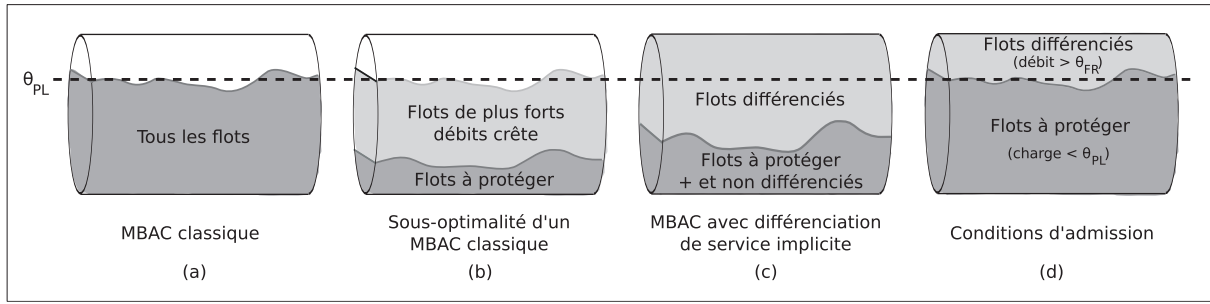 θPL
Tous les flots
MBAC classique
(a)
Flots de plus forts
débits crête
Flots à protéger
Sous-optimalité d'un
MBAC classique
(b)
Flots différenciés
Flots à protéger
+ et non différenciés
MBAC avec différenciation
de service implicite
(c)
Flots différenciés
(débit > θFR)
Flots à protéger
(charge < θPL)
Conditions d'admission
(d)